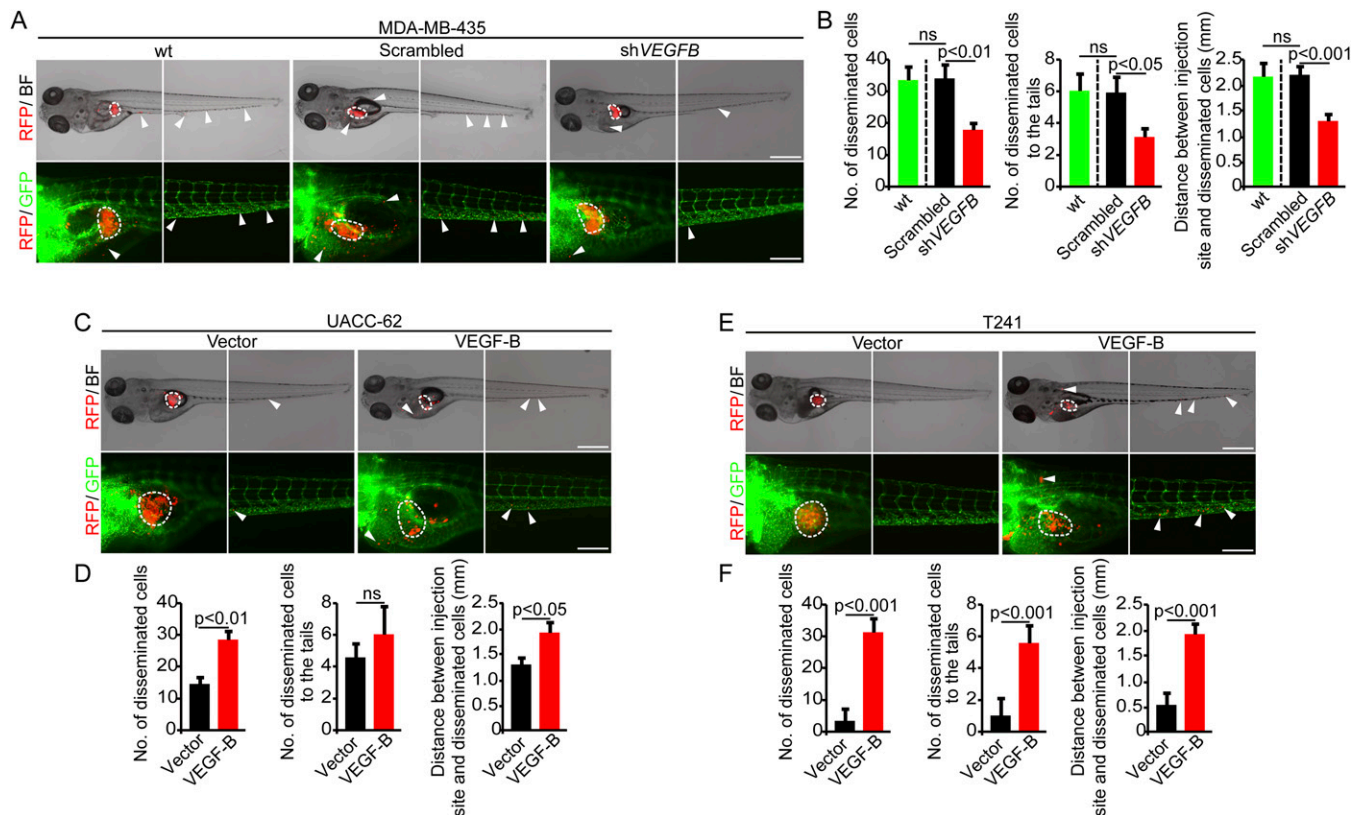 A
MDA-MB-435
wt
Scrambled
shVEGFB
RFP/BF
RFP/GFP
B
No. of disseminated cells
40
30
20
10
0
ns
p<0.01
wt
Scrambled
shVEGFB
No. of disseminated cells
to the tails
8
6
4
2
0
ns
p<0.05
wt
Scrambled
shVEGFB
Distance between injection
site and disseminated cells (mm)
2.5
2.0
1.5
1.0
0.5
0
ns
p<0.001
wt
Scrambled
shVEGFB
C
UACC-62
Vector
VEGF-B
RFP/BF
RFP/GFP
E
T241
Vector
VEGF-B
RFP/BF
RFP/GFP
D
No. of disseminated cells
40
30
20
10
0
p<0.01
Vector
VEGF-B
No. of disseminated cells
to the tails
8
6
4
2
0
ns
Vector
VEGF-B
Distance between injection
site and disseminated cells (mm)
2.5
2.0
1.5
1.0
0.5
0
p<0.05
Vector
VEGF-B
F
No. of disseminated cells
40
30
20
10
0
p<0.001
Vector
VEGF-B
No. of disseminated cells
to the tails
8
6
4
2
0
p<0.001
Vector
VEGF-B
Distance between injection
site and disseminated cells (mm)
2.5
2.0
1.5
1.0
0.5
0
p<0.001
Vector
VEGF-B